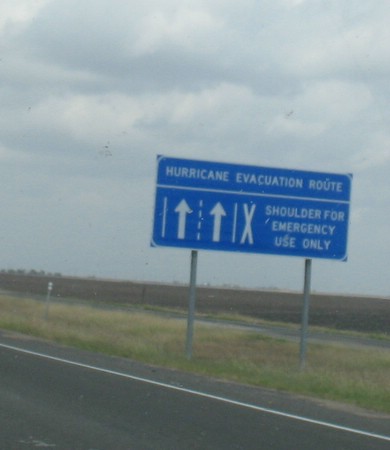 HURRICANE EVACUATION ROUTE
SHOULDER FOR
EMERGENCY
USE ONLY